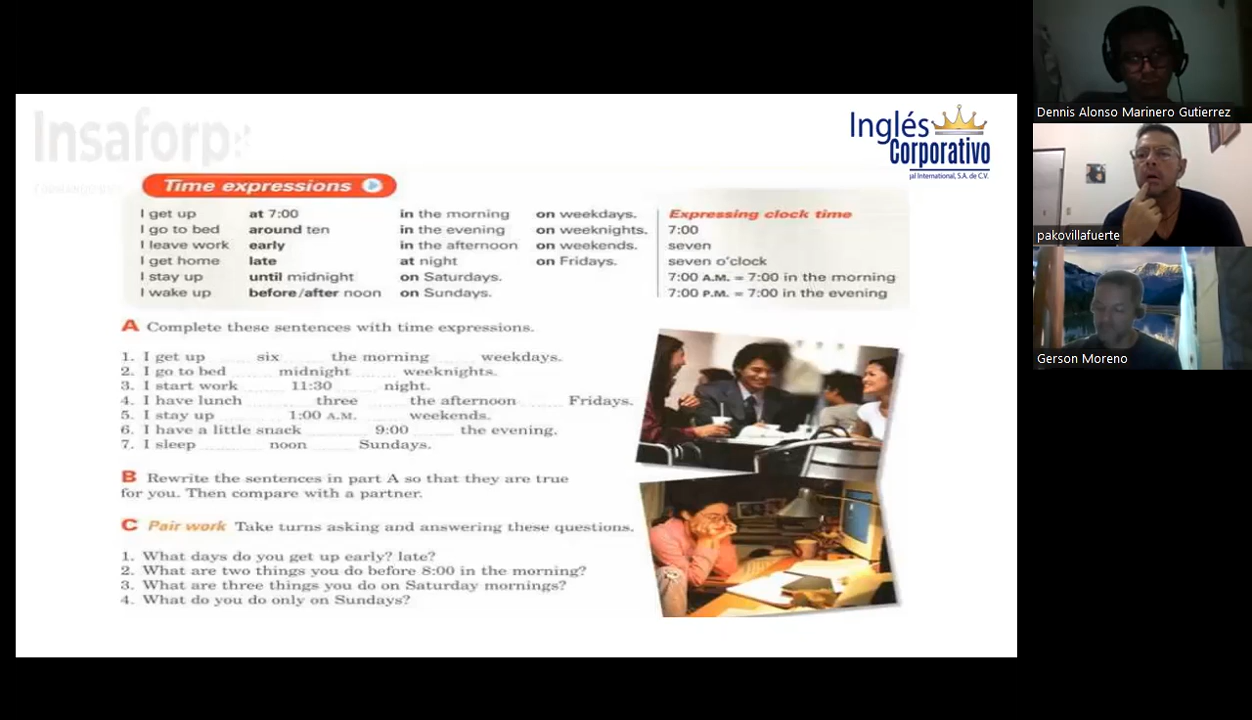 Insaforp
Inglés
Corporativo
al International, S.A. de C.V.
Time expressions
I get up at 7:00 in the morning on weekdays.
I go to bed around ten in the evening on weeknights.
I leave work early in the afternoon on weekends.
I get home late at night on Fridays.
I stay up until midnight on Saturdays.
I wake up before/after noon on Sundays.
Expressing clock time
7:00
seven
seven o'clock
7:00 A.M. = 7:00 in the morning
7:00 P.M. = 7:00 in the evening
A Complete these sentences with time expressions.
1. I get up ...... six ...... the morning ...... weekdays.
2. I go to bed ...... midnight ...... weeknights.
3. I start work ...... 11:30 ...... night.
4. I have lunch ...... three ...... the afternoon ...... Fridays.
5. I stay up ...... 1:00 A.M. ...... weekends.
6. I have a little snack ...... 9:00 ...... the evening.
7. I sleep ...... noon ...... Sundays.
B Rewrite the sentences in part A so that they are true
for you. Then compare with a partner.
C Pair work Take turns asking and answering these questions.
1. What days do you get up early? late?
2. What are two things you do before 8:00 in the morning?
3. What are three things you do on Saturday mornings?
4. What do you do only on Sundays?
Dennis Alonso Marinero Gutierrez
pakovillafuerte
Gerson Moreno